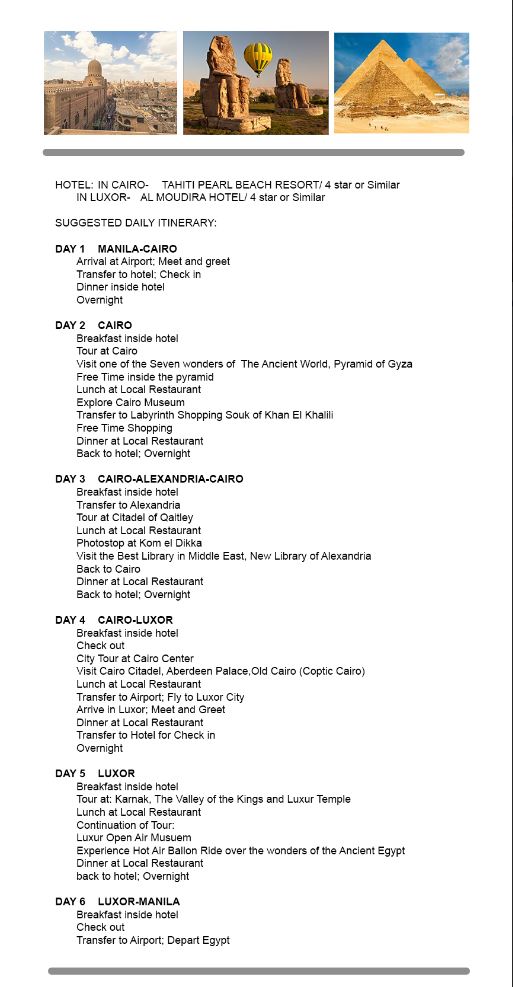 HOTEL: IN CAIRO- TAHITI PEARL BEACH RESORT/ 4 star or Similar
IN LUXOR- AL MOUDIRA HOTEL/ 4 star or Similar
SUGGESTED DAILY ITINERARY:
DAY 1 MANILA-CAIRO
Arrival at Airport; Meet and greet
Transfer to hotel; Check in
Dinner inside hotel
Overnight
DAY 2 CAIRO
Breakfast inside hotel
Tour at Cairo
Visit one of the Seven wonders of The Ancient World, Pyramid of Gyza
Free Time inside the pyramid
Lunch at Local Restaurant
Explore Cairo Museum
Transfer to Labyrinth Shopping Souk of Khan El Khalili
Free Time Shopping
Dinner at Local Restaurant
Back to hotel; Overnight
DAY 3 CAIRO-ALEXANDRIA-CAIRO
Breakfast inside hotel
Transfer to Alexandria
Tour at Citadel of Qaitley
Lunch at Local Restaurant
Photostop at Kom el Dikka
Visit the Best Library in Middle East, New Library of Alexandria
Back to Cairo
Dinner at Local Restaurant
Back to hotel; Overnight
DAY 4 CAIRO-LUXOR
Breakfast inside hotel
Check out
City Tour at Cairo Center
Visit Cairo Citadel, Aberdeen Palace,Old Cairo (Coptic Cairo)
Lunch at Local Restaurant
Transfer to Airport; Fly to Luxor City
Arrive in Luxor; Meet and Greet
Dinner at Local Restaurant
Transfer to Hotel for Check in
Overnight
DAY 5 LUXOR
Breakfast inside hotel
Tour at: Karnak, The Valley of the Kings and Luxur Temple
Lunch at Local Restaurant
Continuation of Tour:
Luxur Open Air Musuem
Experience Hot Air Ballon Ride over the wonders of the Ancient Egypt
Dinner at Local Restaurant
back to hotel; Overnight
DAY 6 LUXOR-MANILA
Breakfast inside hotel
Check out
Transfer to Airport; Depart Egypt